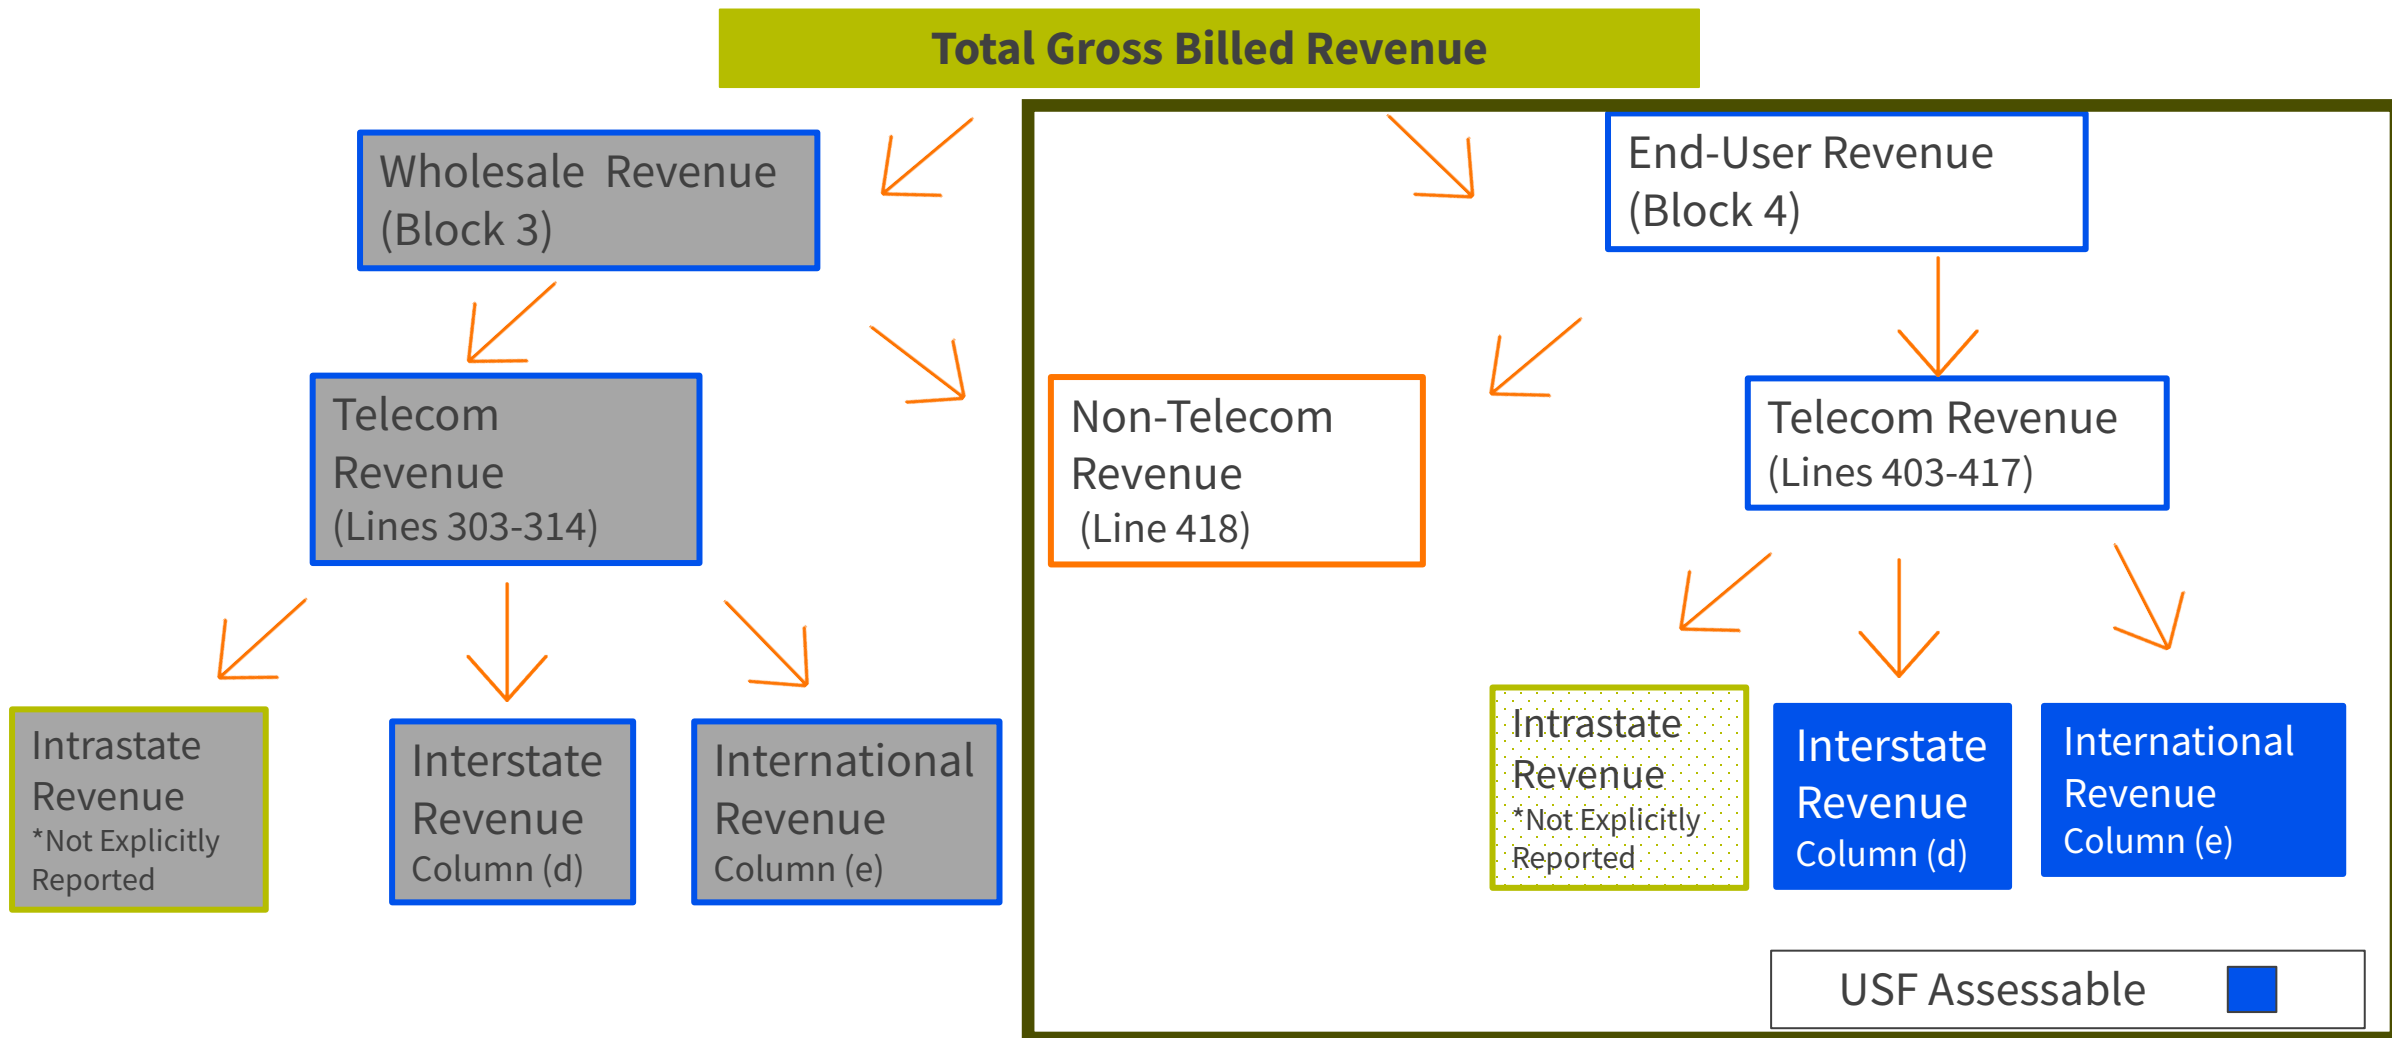 Total Gross Billed Revenue
Wholesale  Revenue
(Block 3)
End-User Revenue
(Block 4)
Telecom
Revenue
(Lines 303-314)
Non-Telecom
Revenue
(Line 418)
Telecom Revenue
(Lines 403-417)
Intrastate
Revenue
*Not Explicitly
Reported
Interstate
Revenue
Column (d)
International
Revenue
Column (e)
Intrastate
Revenue
*Not Explicitly
Reported
Interstate
Revenue
Column (d)
International
Revenue
Column (e)
USF Assessable